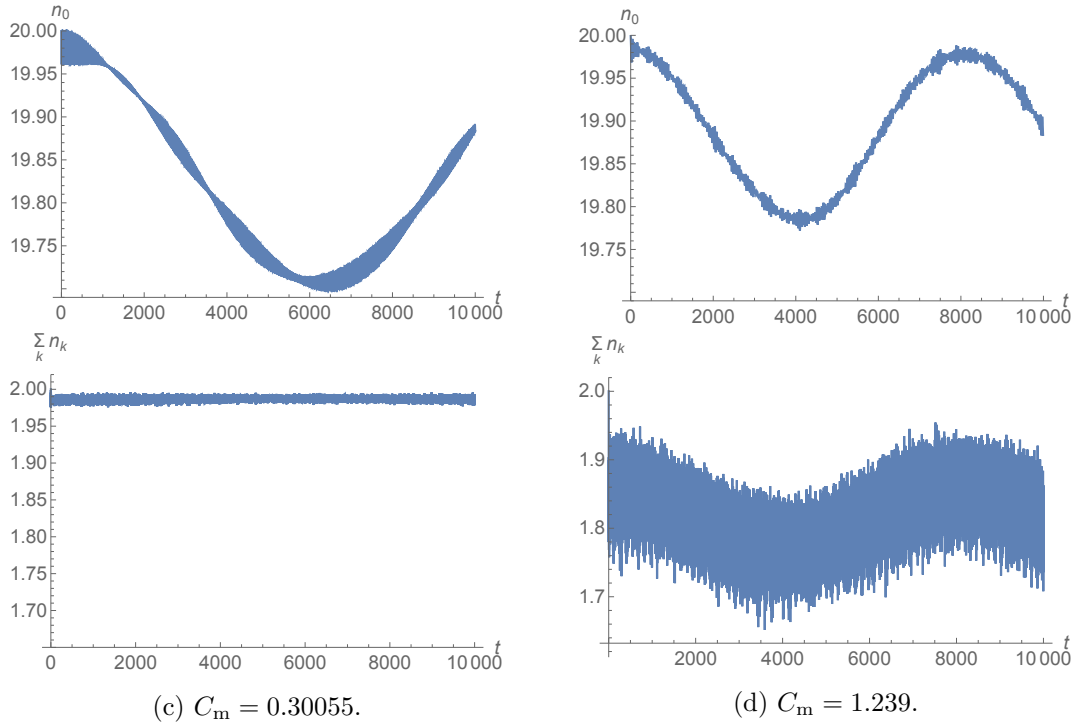 n₀
20.00
19.95
19.90
19.85
19.80
19.75
0 2000 4000 6000 8000 10 000 t
n₀
20.00
19.95
19.90
19.85
19.80
19.75
0 2000 4000 6000 8000 10 000 t
∑ₖ nₖ
2.00
1.95
1.90
1.85
1.80
1.75
1.70
0 2000 4000 6000 8000 10 000 t
∑ₖ nₖ
2.0
1.9
1.8
1.7
2000 4000 6000 8000 10 000 t
(c) Cₘ = 0.30055.
(d) Cₘ = 1.239.